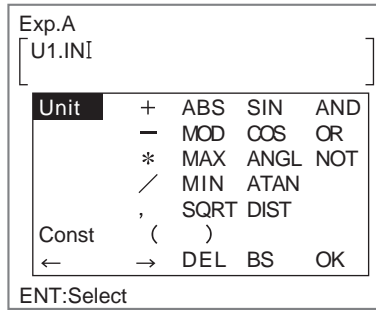 Exp.A
U1.IN
Unit + ABS SIN AND
− MOD COS OR
* MAX ANGL NOT
／ MIN ATAN
, SQRT DIST
Const ( )
← → DEL BS OK
ENT:Select